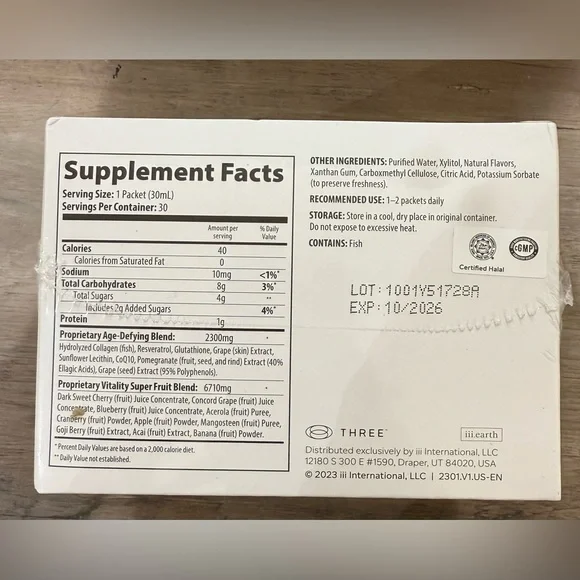 Supplement Facts
Serving Size: 1 Packet (30mL)
Servings Per Container: 30
Amount per serving
% Daily Value
Calories 40
Calories from Saturated Fat 0
Sodium 10mg <1%*
Total Carbohydrates 8g 3%*
Total Sugars 4g **
Includes 2g Added Sugars 4%*
Protein 1g
Proprietary Age-Defying Blend: 2300mg *
Hydrolyzed Collagen (fish), Resveratrol, Glutathione, Grape (skin) Extract,
Sunflower Lecithin, CoQ10, Pomegranate (fruit, seed, and rind) Extract (40%
Ellagic Acids), Grape (seed) Extract (95% Polyphenols).
Proprietary Vitality Super Fruit Blend: 6710mg *
Dark Sweet Cherry (fruit) Juice Concentrate, Concord Grape (fruit) Juice
Concentrate, Blueberry (fruit) Juice Concentrate, Acerola (fruit) Puree,
Cranberry (fruit) Powder, Apple (fruit) Powder, Mangosteen (fruit) Puree,
Goji Berry (fruit) Extract, Acai (fruit) Extract, Banana (fruit) Powder.
* Percent Daily Values are based on a 2,000 calorie diet.
** Daily Value not established.
OTHER INGREDIENTS: Purified Water, Xylitol, Natural Flavors,
Xanthan Gum, Carboxmethyl Cellulose, Citric Acid, Potassium Sorbate
(to preserve freshness).
RECOMMENDED USE: 1–2 packets daily
STORAGE: Store in a cool, dry place in original container.
Do not expose to excessive heat.
CONTAINS: Fish
cGMP
Certified Halal
LOT: 1001V51728A
EXP: 10/2026
THREE™
iii.earth
Distributed exclusively by iii International, LLC
12180 S 300 E #1590, Draper, UT 84020, USA
© 2023 iii International, LLC | 2301.V1.US-EN